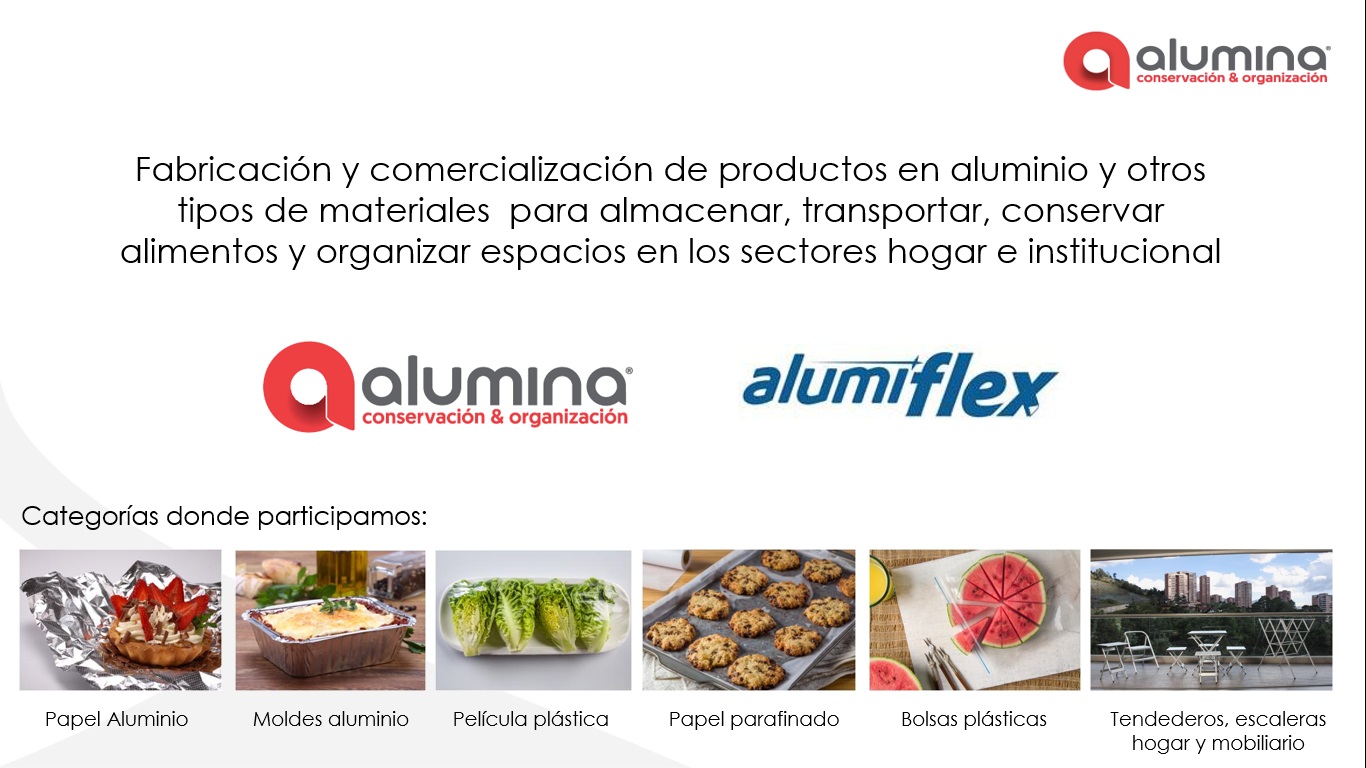 alumina®
conservación & organización
Fabricación y comercialización de productos en aluminio y otros
tipos de materiales  para almacenar, transportar, conservar
alimentos y organizar espacios en los sectores hogar e institucional
alumina®
conservación & organización
alumiflex
Categorías donde participamos:
Papel Aluminio
Moldes aluminio
Película plástica
Papel parafinado
Bolsas plásticas
Tendederos, escaleras
hogar y mobiliario